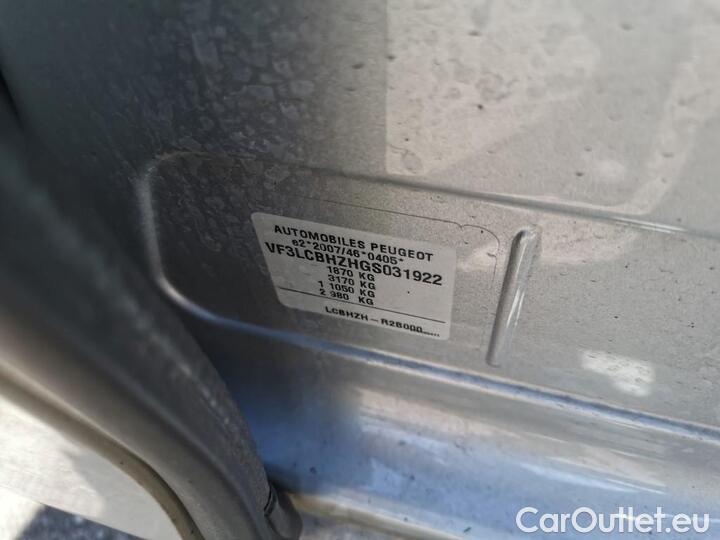 AUTOMOBILES PEUGEOT
e2*2007/46*0405*
VF3LCBHZHGS031922
1870 KG
3170 KG
1 1050 KG
2 980 KG
LCBHZH-R2B000
CarOutlet.eu